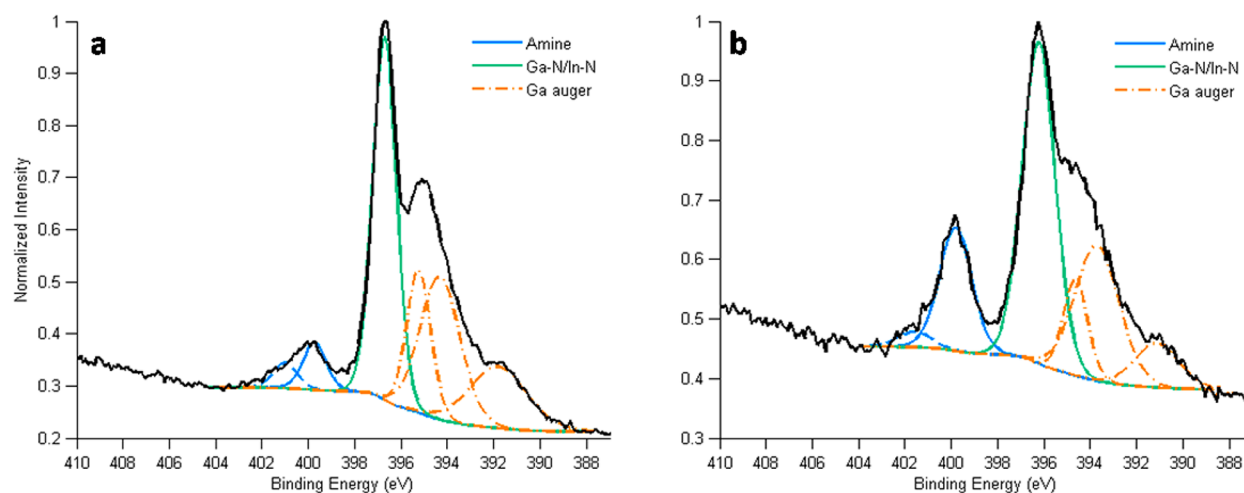 a
Amine
Ga-N/In-N
Ga auger
Normalized Intensity
1
0.9
0.8
0.7
0.6
0.5
0.4
0.3
0.2
410 408 406 404 402 400 398 396 394 392 390 388
Binding Energy (eV)
b
Amine
Ga-N/In-N
Ga auger
1
0.9
0.8
0.7
0.6
0.5
0.4
0.3
410 408 406 404 402 400 398 396 394 392 390 388
Binding Energy (eV)